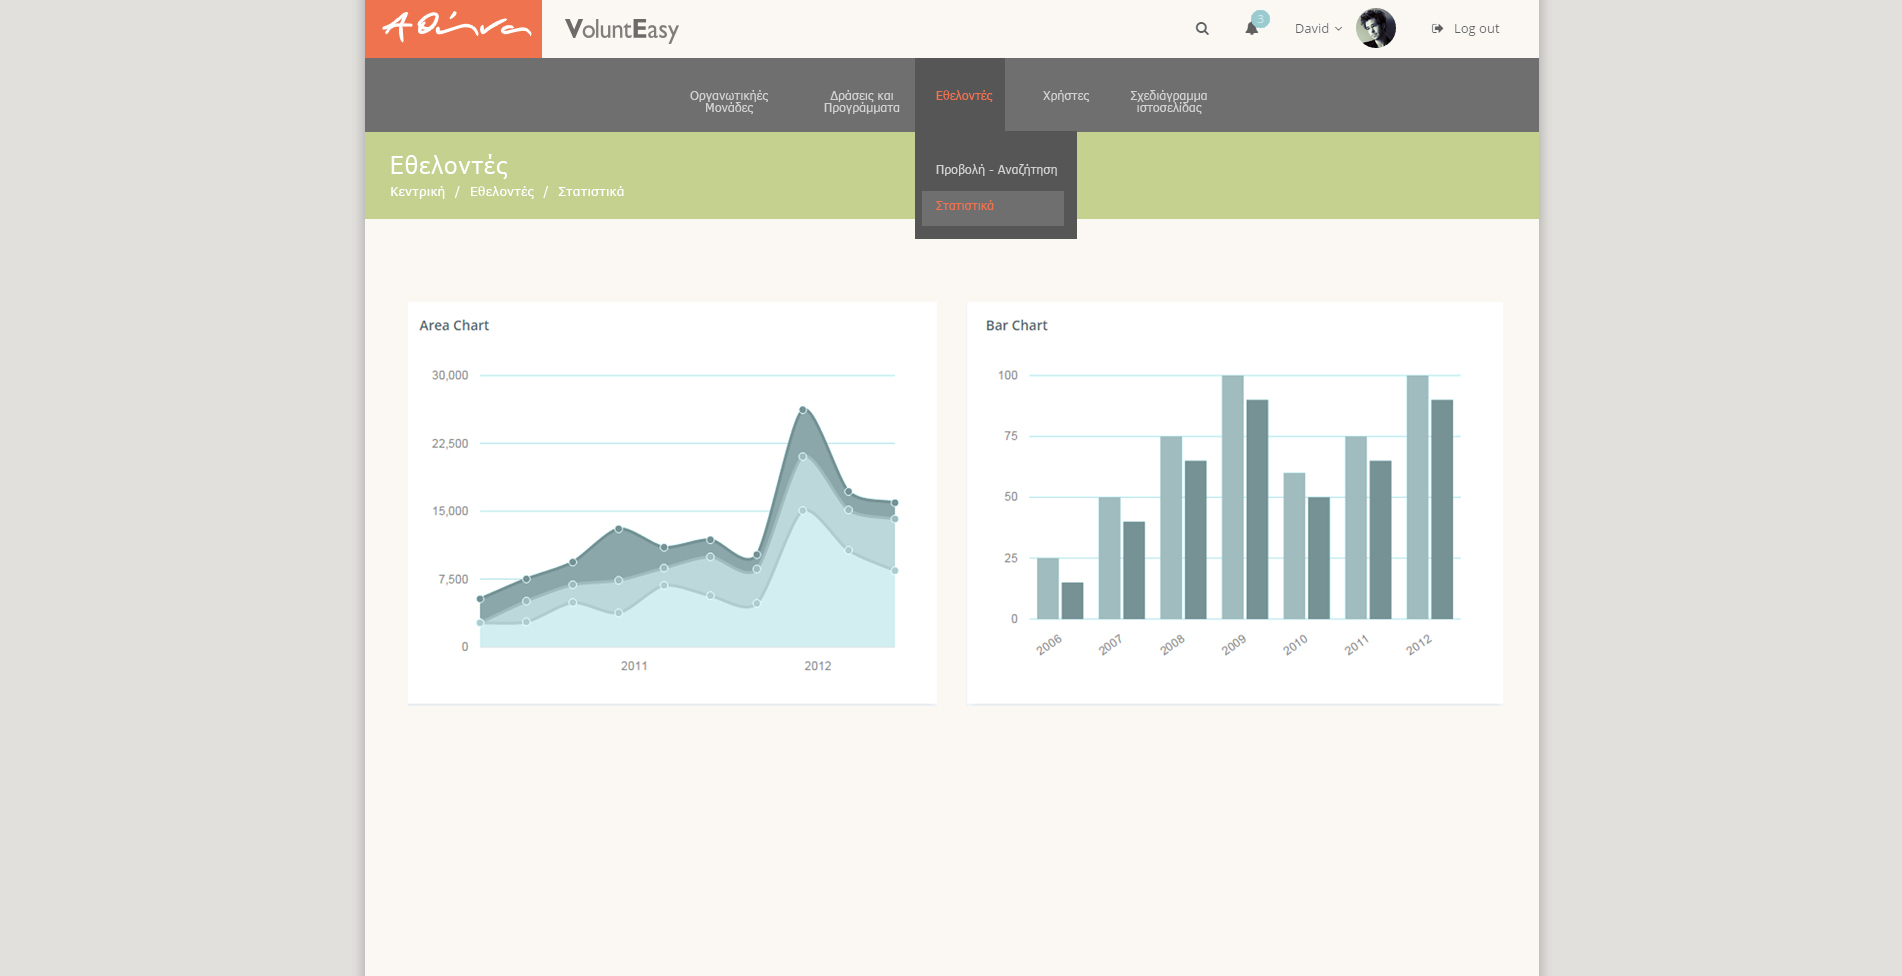 Αθήνα
VoluntEasy
3
David
Log out
Οργανωτικήές
Μονάδες
Δράσεις και
Προγράμματα
Εθελοντές
Χρήστες
Σχεδιάγραμμα
ιστοσελίδας
Προβολή - Αναζήτηση
Στατιστικά
Εθελοντές
Κεντρική / Εθελοντές / Στατιστικά
Area Chart
30,000
22,500
15,000
7,500
0
2011
2012
Bar Chart
100
75
50
25
0
2006
2007
2008
2009
2010
2011
2012